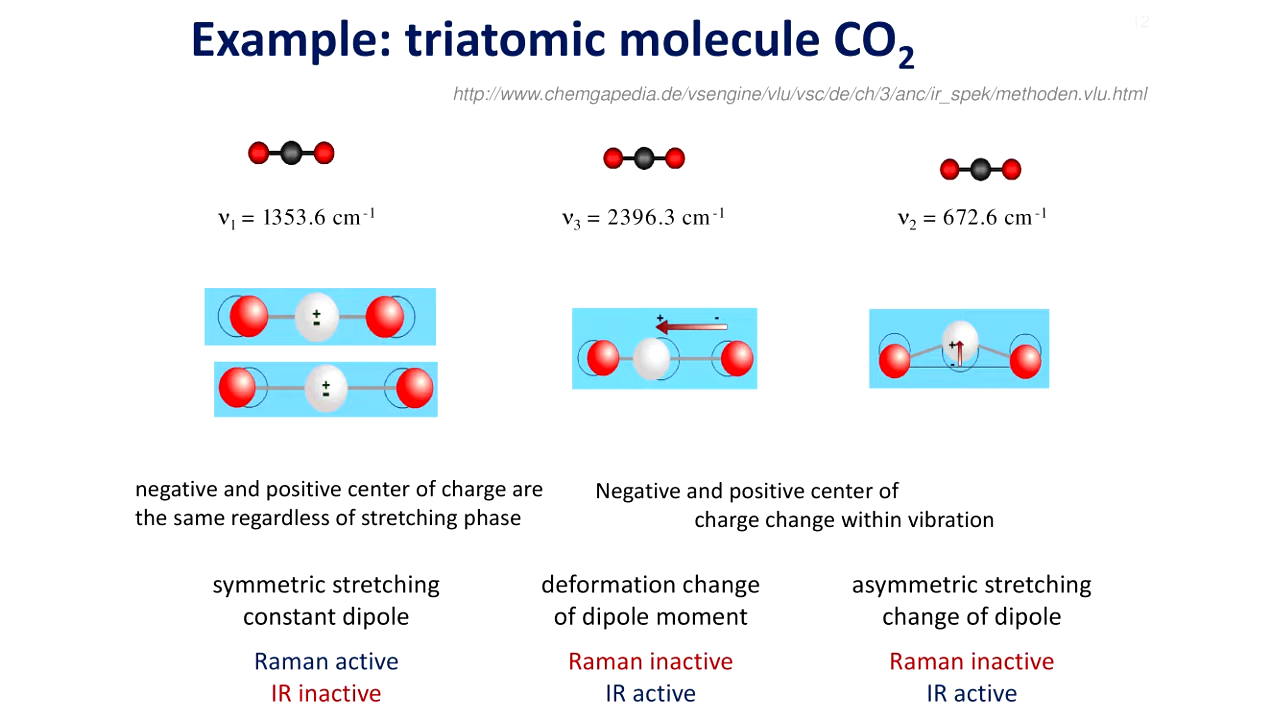 12
Example: triatomic molecule CO₂
http://www.chemgapedia.de/vsengine/vlu/vsc/de/ch/3/anc/ir_spek/methoden.vlu.html
ν₁ = 1353.6 cm⁻¹
ν₃ = 2396.3 cm⁻¹
ν₂ = 672.6 cm⁻¹
+
-
+
-
+ -
+
-
negative and positive center of charge are
the same regardless of stretching phase
Negative and positive center of
charge change within vibration
symmetric stretching
constant dipole
Raman active
IR inactive
deformation change
of dipole moment
Raman inactive
IR active
asymmetric stretching
change of dipole
Raman inactive
IR active